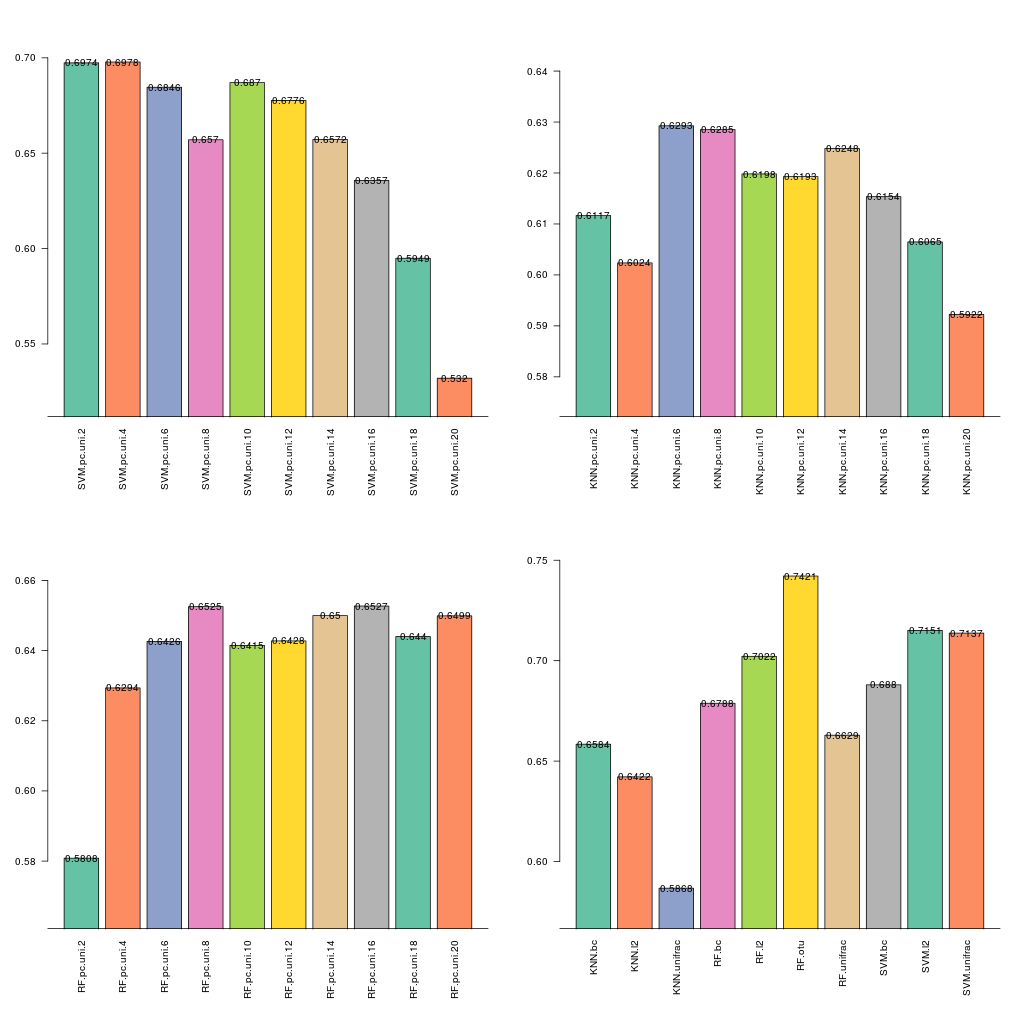 0.70
0.65
0.60
0.55
0.6974
0.6978
0.6846
0.657
0.687
0.6776
0.6572
0.6357
0.5949
0.532
SVM.pc.uni.2
SVM.pc.uni.4
SVM.pc.uni.6
SVM.pc.uni.8
SVM.pc.uni.10
SVM.pc.uni.12
SVM.pc.uni.14
SVM.pc.uni.16
SVM.pc.uni.18
SVM.pc.uni.20
0.64
0.63
0.62
0.61
0.60
0.59
0.58
0.6117
0.6024
0.6293
0.6285
0.6198
0.6193
0.6248
0.6154
0.6065
0.5922
KNN.pc.uni.2
KNN.pc.uni.4
KNN.pc.uni.6
KNN.pc.uni.8
KNN.pc.uni.10
KNN.pc.uni.12
KNN.pc.uni.14
KNN.pc.uni.16
KNN.pc.uni.18
KNN.pc.uni.20
0.66
0.64
0.62
0.60
0.58
0.5808
0.6294
0.6426
0.6525
0.6415
0.6428
0.65
0.6527
0.644
0.6499
RF.pc.uni.2
RF.pc.uni.4
RF.pc.uni.6
RF.pc.uni.8
RF.pc.uni.10
RF.pc.uni.12
RF.pc.uni.14
RF.pc.uni.16
RF.pc.uni.18
RF.pc.uni.20
0.75
0.70
0.65
0.60
0.6584
0.6422
0.5868
0.6788
0.7022
0.7421
0.6629
0.688
0.7151
0.7137
KNN.bc
KNN.l2
KNN.unifrac
RF.bc
RF.l2
RF.otu
RF.unifrac
SVM.bc
SVM.l2
SVM.unifrac